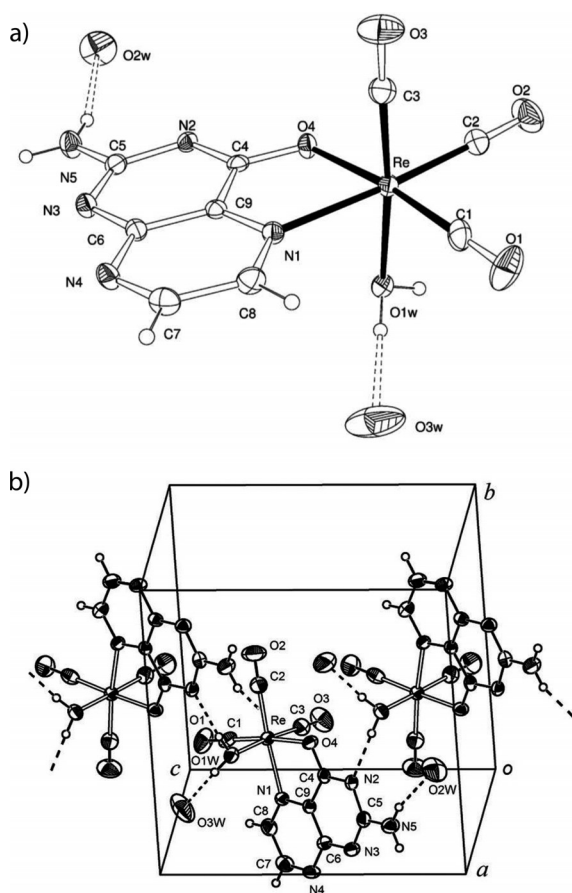 a)
O3
O2w
C3
O2
N2
O4
C2
C5
C4
Re
N5
C9
C1
N3
C6
N1
O1
N4
O1w
C8
C7
O3w
b)
b
O2
C2
O1
C1
Re
C3
O3
O1W
O4
c
C4
N2
o
N1
C9
O2W
O3W
C5
C8
N5
C6
N3
C7
a
N4